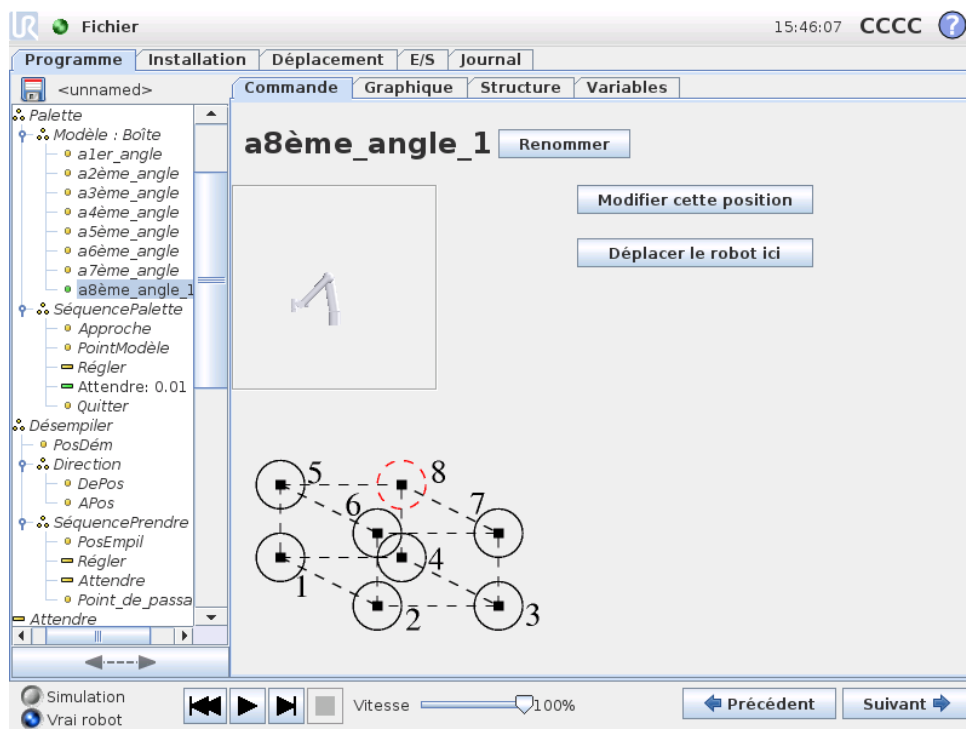 UR Fichier 15:46:07 CCCC ?
Programme Installation Déplacement E/S Journal
<unnamed>
Commande Graphique Structure Variables
Palette
Modèle : Boîte
a1er_angle
a2ème_angle
a3ème_angle
a4ème_angle
a5ème_angle
a6ème_angle
a7ème_angle
a8ème_angle_1
SéquencePalette
Approche
PointModèle
Régler
Attendre: 0.01
Quitter
Désempiler
PosDém
Direction
DePos
APos
SéquencePrendre
PosEmpil
Régler
Attendre
Point_de_passa
Attendre
a8ème_angle_1 Renommer
Modifier cette position
Déplacer le robot ici
5 8
6 7
1 4
2 3
Simulation
Vrai robot
Vitesse 100%
Précédent Suivant